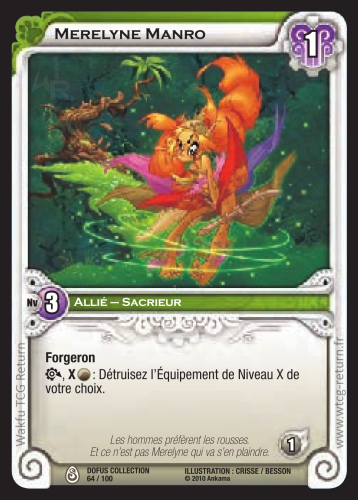 Merelyne Manro
1
Nv 3
Allié – Sacrieur
Forgeron
, X : Détruisez l'Équipement de Niveau X de
votre choix.
Les hommes préfèrent les rousses.
Et ce n'est pas Merelyne qui va s'en plaindre.
1
DOFUS COLLECTION
64 / 100
ILLUSTRATION : CRISSE / BESSON
© 2010 Ankama
Wakfu TCG Return
www.wtcg-return.fr